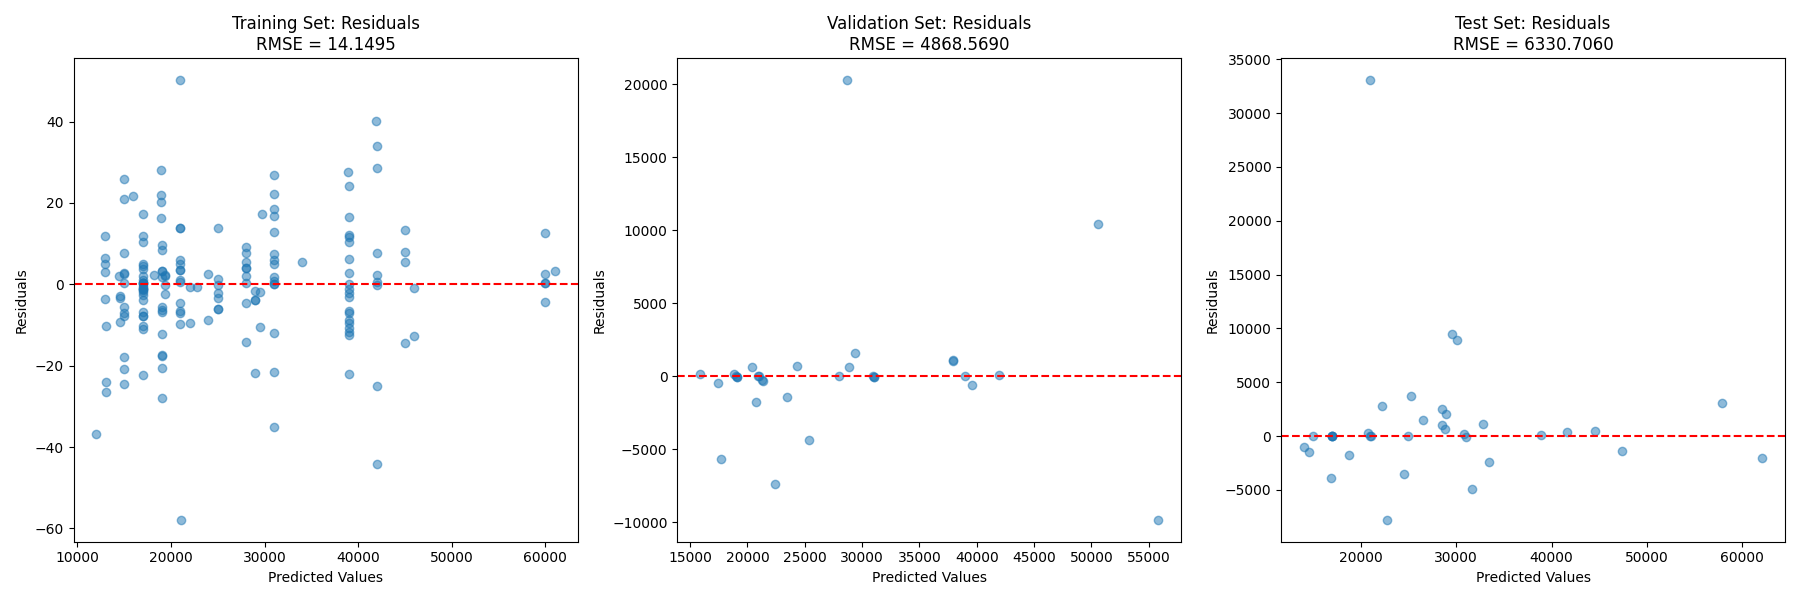 Training Set: Residuals
RMSE = 14.1495
Residuals
40
20
0
−20
−40
−60
10000 20000 30000 40000 50000 60000
Predicted Values
Validation Set: Residuals
RMSE = 4868.5690
Residuals
20000
15000
10000
5000
0
−5000
−10000
15000 20000 25000 30000 35000 40000 45000 50000 55000
Predicted Values
Test Set: Residuals
RMSE = 6330.7060
Residuals
35000
30000
25000
20000
15000
10000
5000
0
−5000
20000 30000 40000 50000 60000
Predicted Values